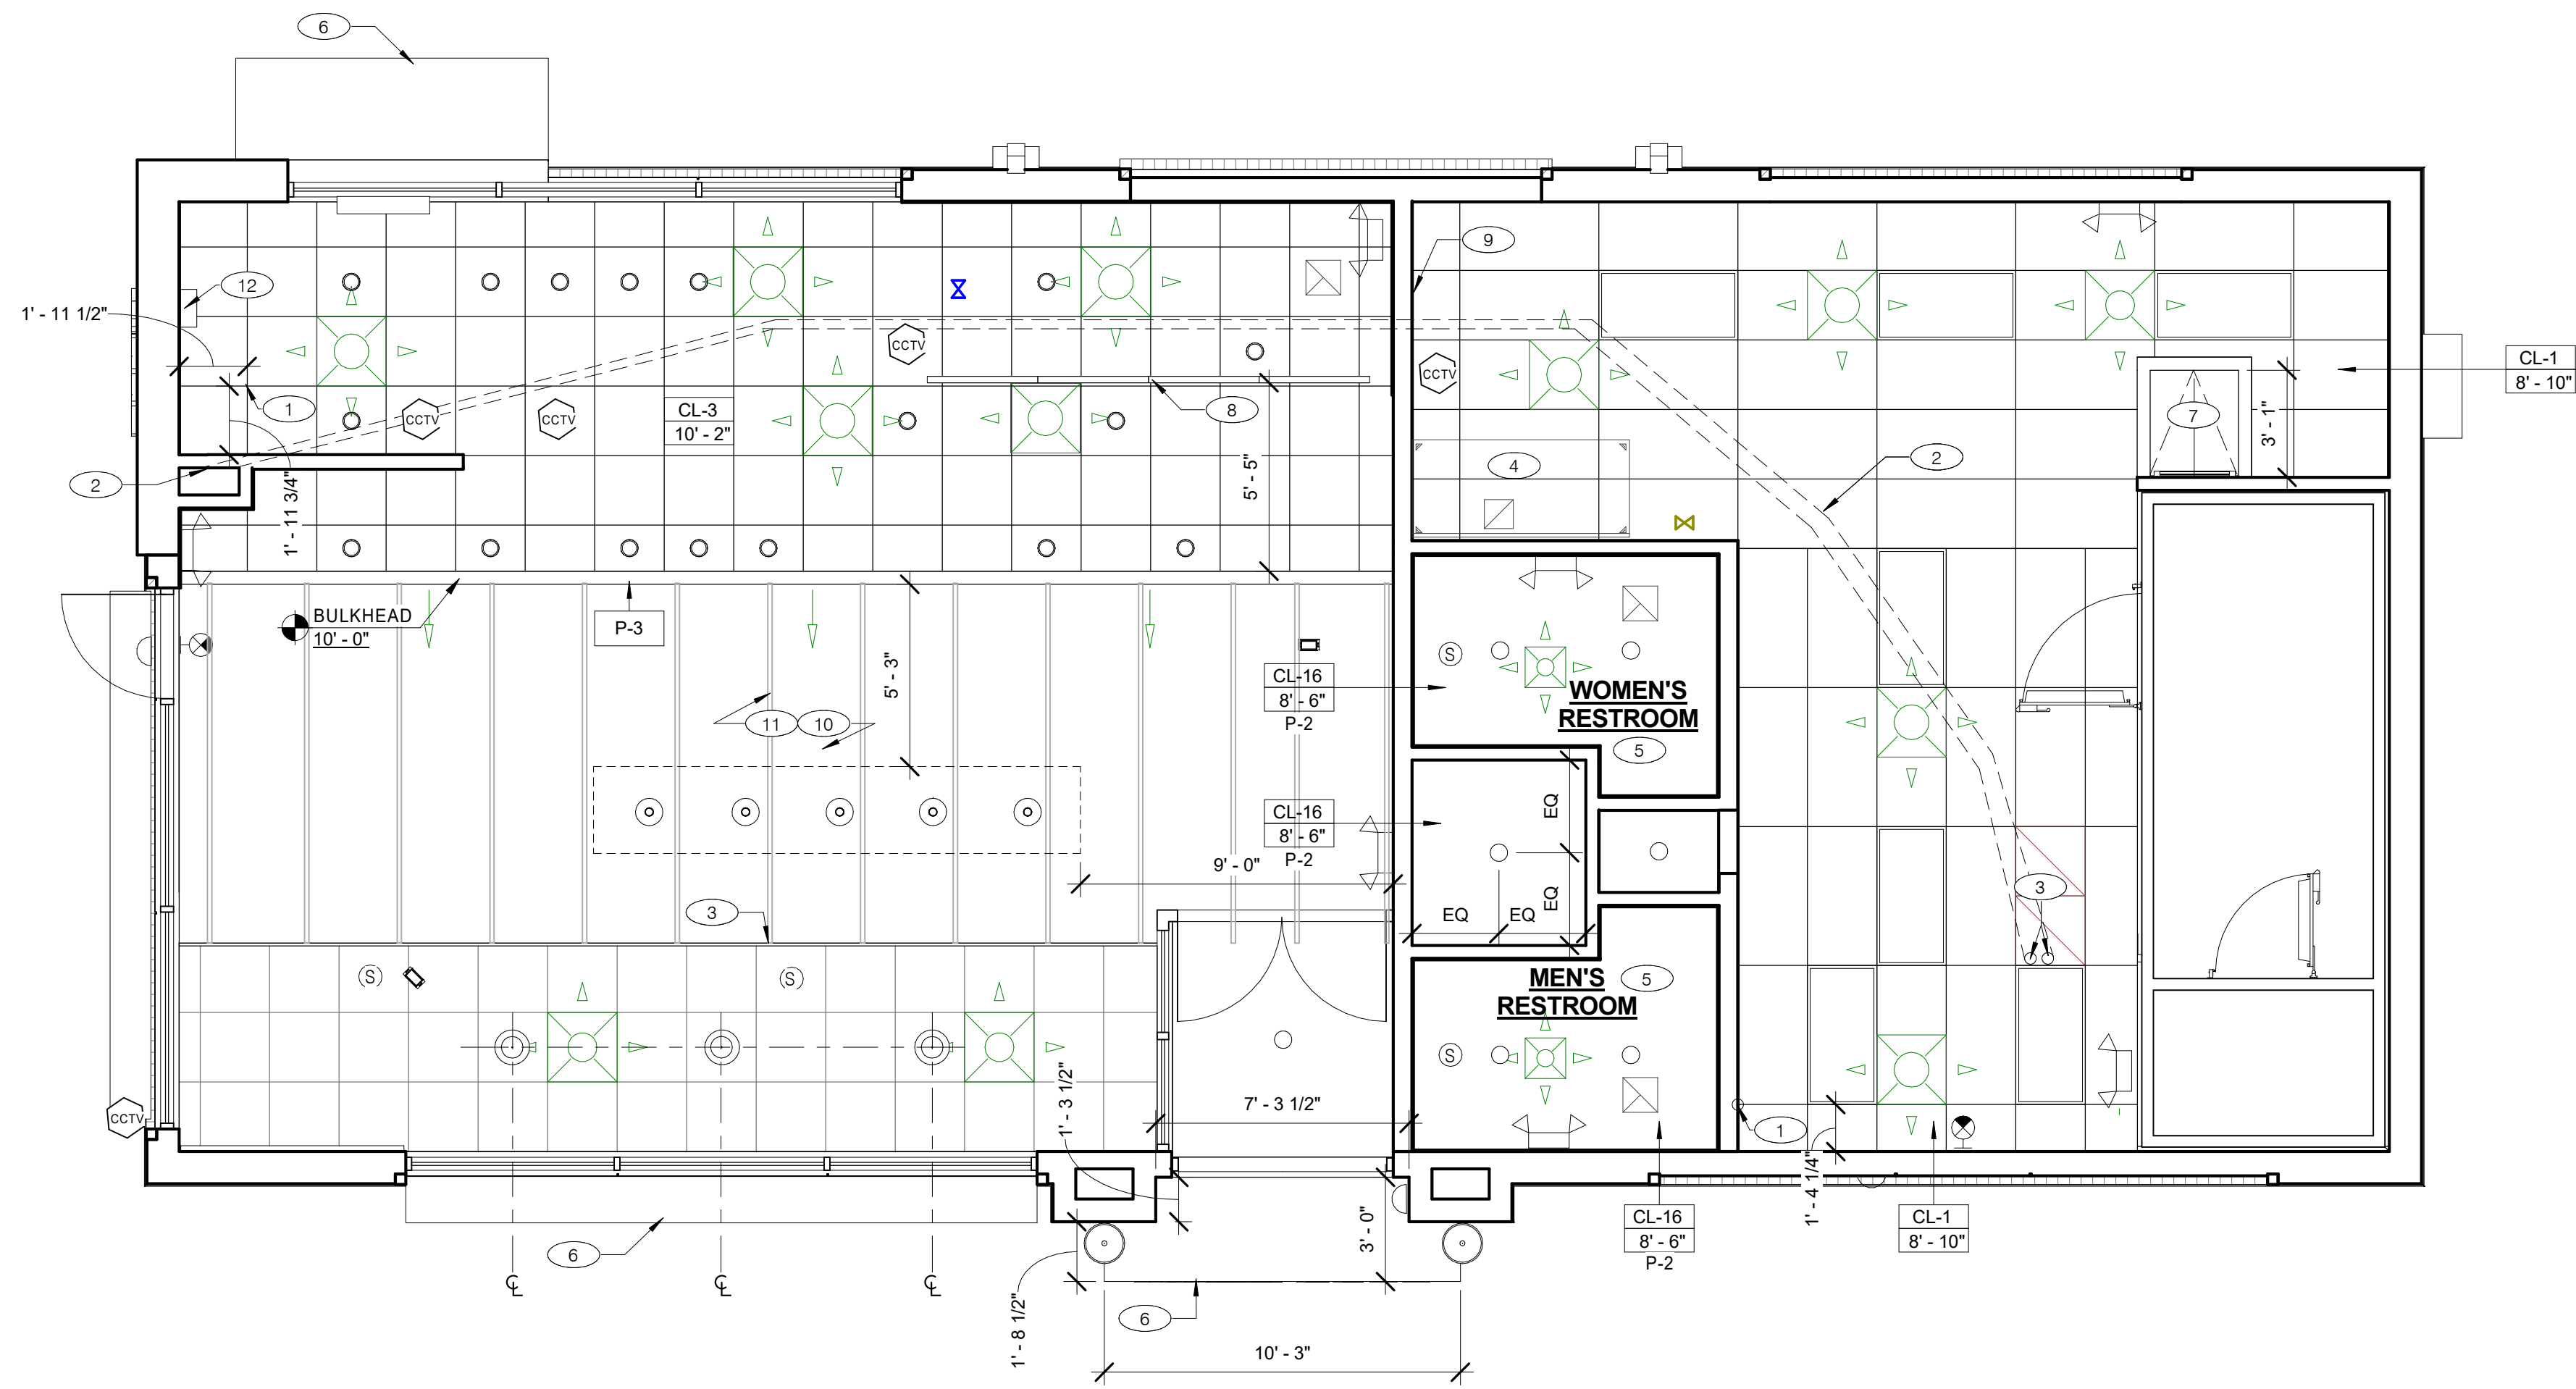 6
9
12
1' - 11 1/2"
CCTV
CCTV
CL-1
8' - 10"
1
CCTV
CCTV
CL-3
10' - 2"
8
7
3' - 1"
2
4
5' - 5"
2
1' - 11 3/4"
BULKHEAD
10' - 0"
P-3
5' - 3"
S
CL-16
8' - 6"
P-2
WOMEN'S
RESTROOM
11
10
5
EQ
CL-16
8' - 6"
P-2
9' - 0"
3
3
EQ
EQ
EQ
S
S
MEN'S
RESTROOM
5
S
1' - 3 1/2"
7' - 3 1/2"
CCTV
1
1' - 4 1/4"
3' - 0"
CL-16
8' - 6"
P-2
CL-1
8' - 10"
6
CL
CL
CL
1' - 8 1/2"
6
10' - 3"